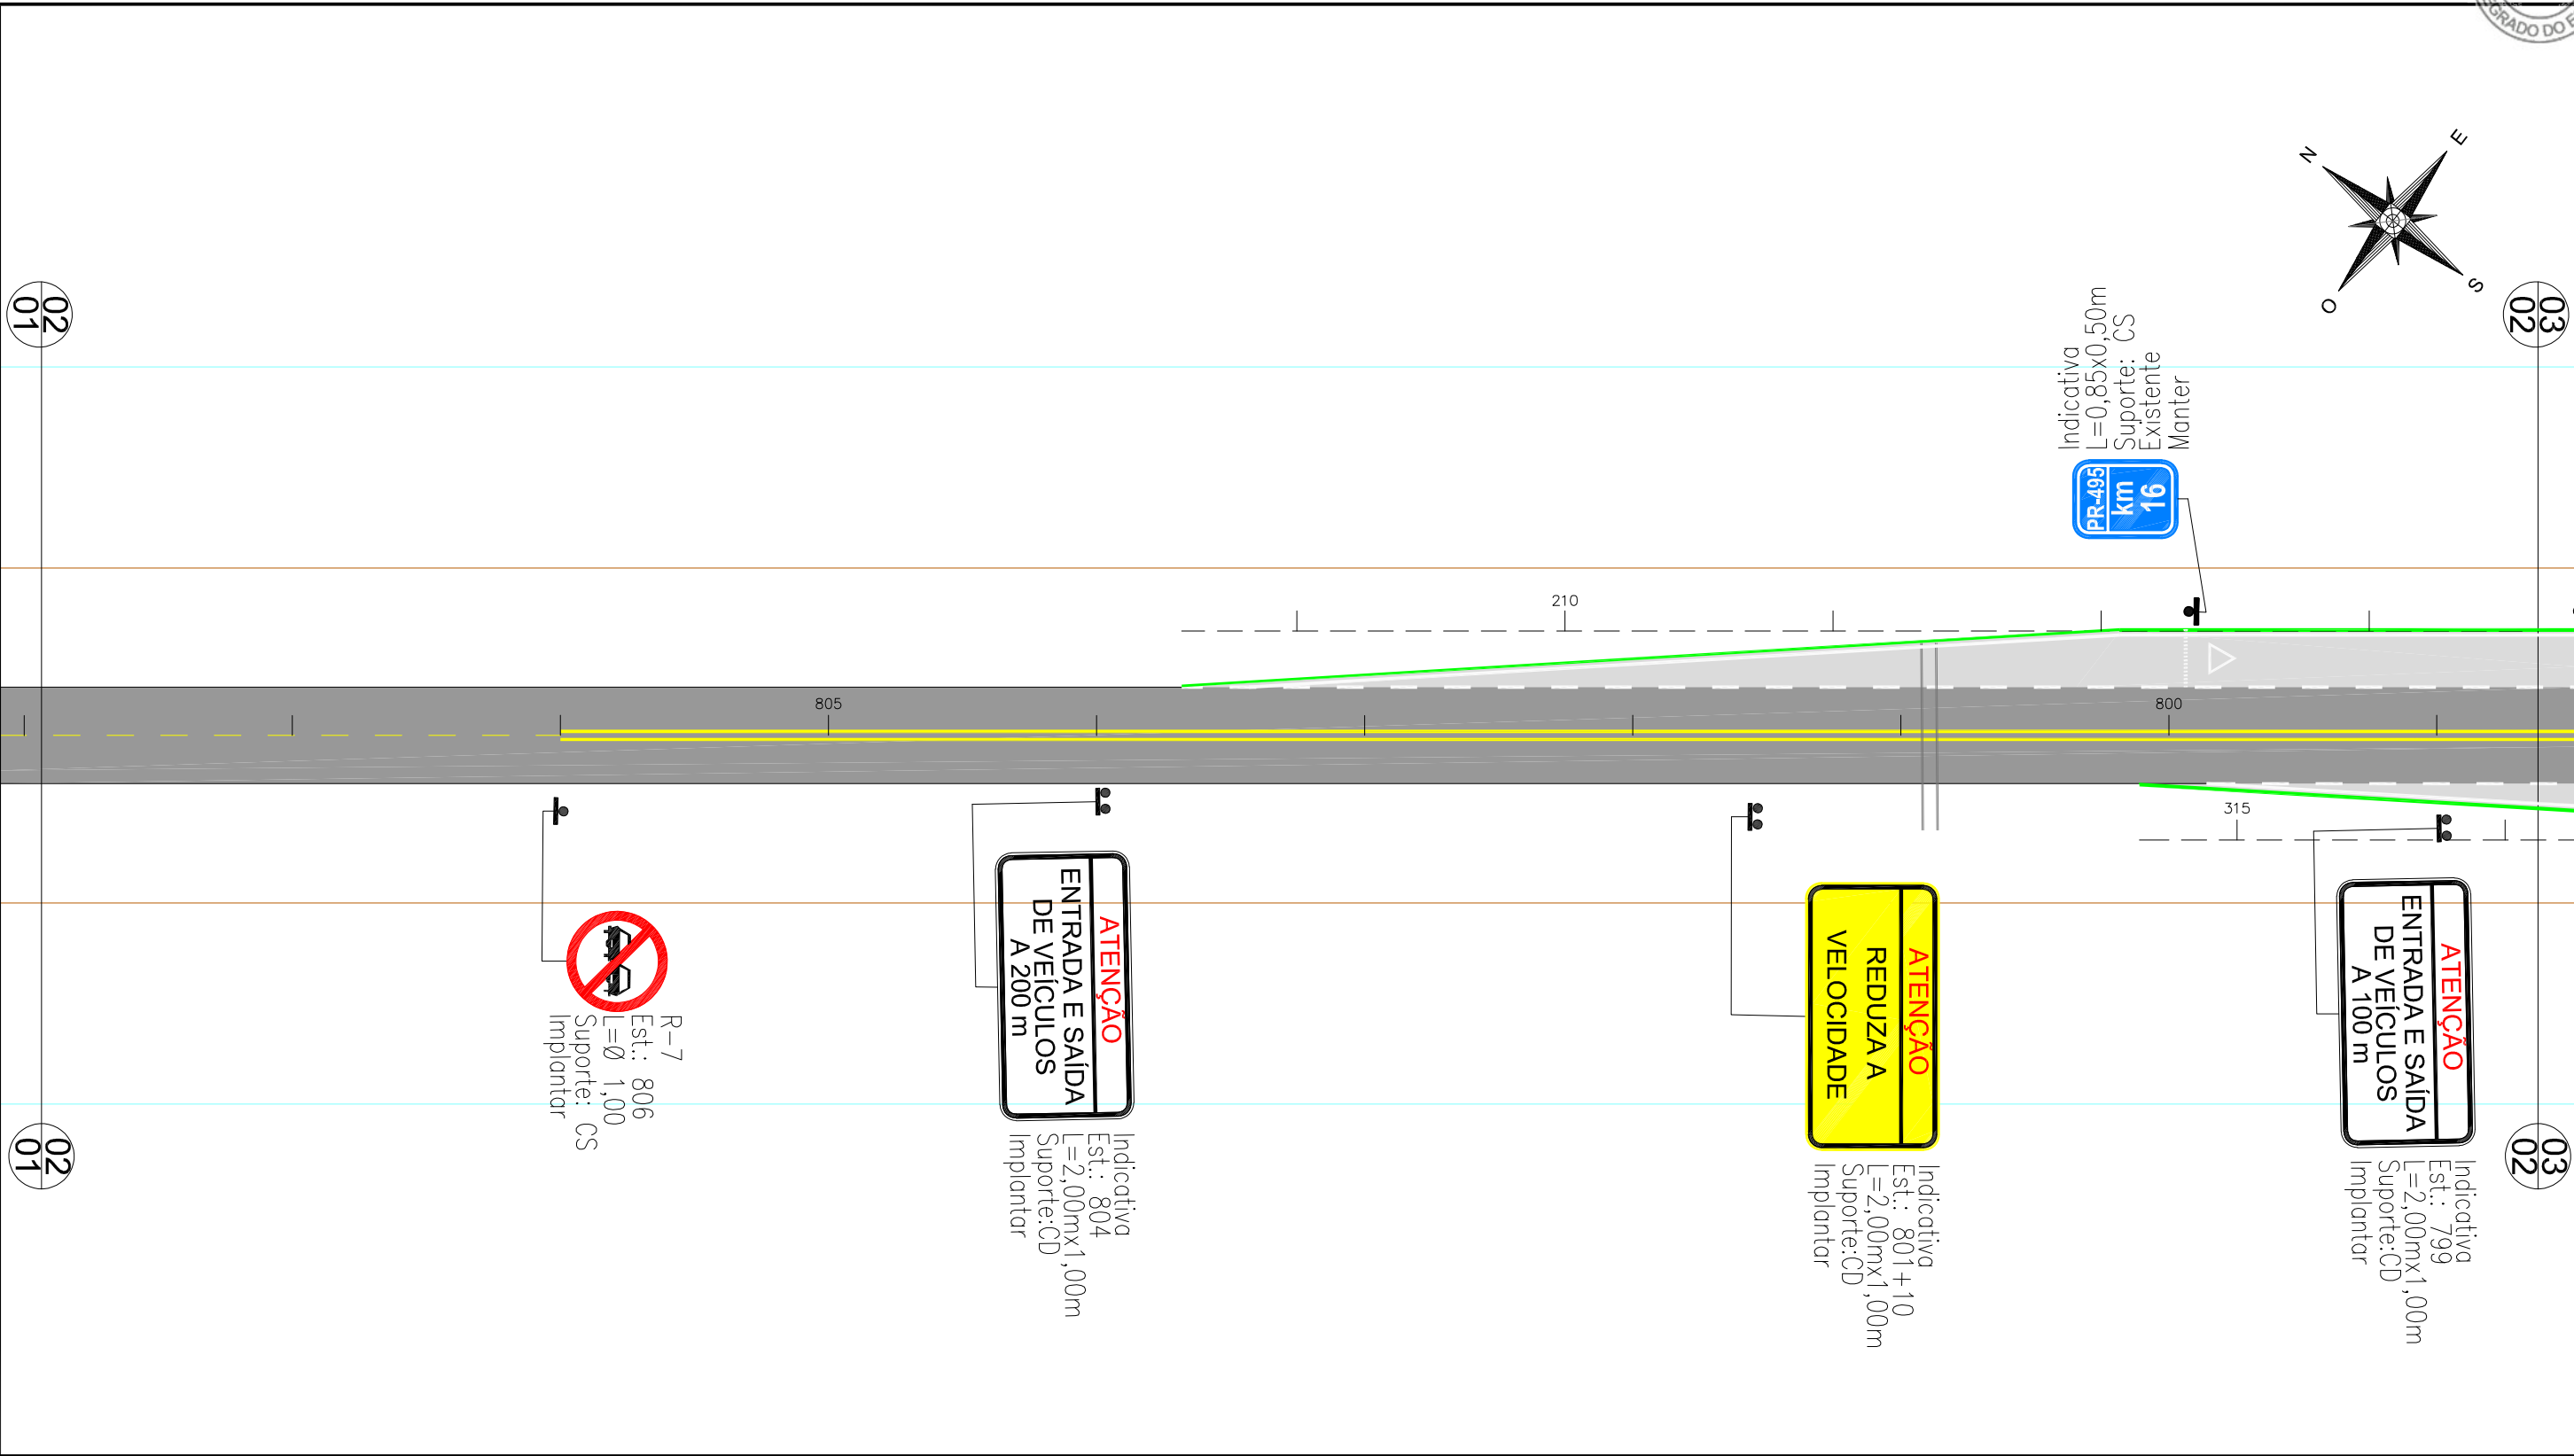 EGRADO DO E
N
E
S
O
02
01
03
02
Indicativa
L=0,85x0,50m
Suporte: CS
Existente
Manter
PR-495
km
16
210
805
800
315
R-7
Est.: 806
L=Ø 1,00
Suporte: CS
Implantar
ATENÇÃO
ENTRADA E SAÍDA
DE VEÍCULOS
A 200 m
Indicativa
Est.: 804
L=2,00mx1,00m
Suporte:CD
Implantar
ATENÇÃO
REDUZA A
VELOCIDADE
Indicativa
Est.: 801+10
L=2,00mx1,00m
Suporte:CD
Implantar
ATENÇÃO
ENTRADA E SAÍDA
DE VEÍCULOS
A 100 m
Indicativa
Est.: 799
L=2,00mx1,00m
Suporte:CD
Implantar
02
01
03
02